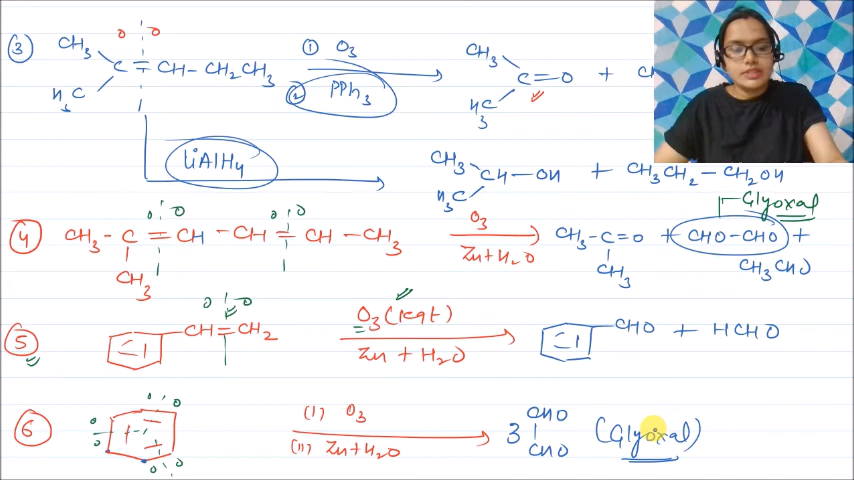 ③ CH3 O O ① O3 CH3
C = CH - CH2CH3 ② PPh3 C = O +
H3C H3C
LiAlH4 CH3 CH - OH + CH3CH2 - CH2OH
H3C
Glyoxal
④ CH3 - C = CH - CH = CH - CH3 O3 CH3 - C = O + CHO - CHO +
CH3 O O O O Zn + H2O CH3 CH3CHO
⑤ CH = CH2 O O O3 (1eqt) CHO + HCHO
Zn + H2O
⑥ O O O O O O (i) O3 3 CHO (Glyoxal)
(ii) Zn + H2O CHO